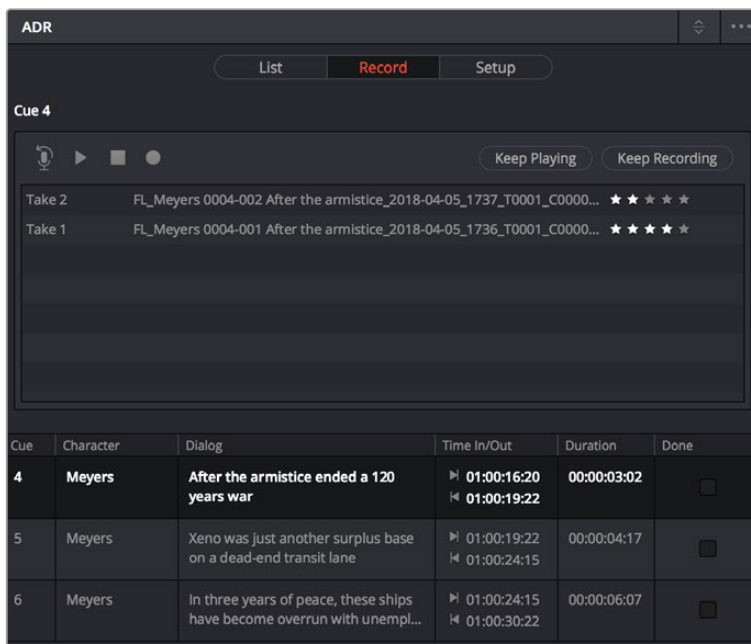 ADR
List Record Setup
Cue 4
Keep Playing Keep Recording
Take 2 FL_Meyers 0004-002 After the armistice_2018-04-05_1737_T0001_C0000...
Take 1 FL_Meyers 0004-001 After the armistice_2018-04-05_1736_T0001_C0000...
Cue Character Dialog Time In/Out Duration Done
4 Meyers After the armistice ended a 120 01:00:16:20 00:00:03:02
years war 01:00:19:22
5 Meyers Xeno was just another surplus base 01:00:19:22 00:00:04:17
on a dead-end transit lane 01:00:24:15
6 Meyers In three years of peace, these ships 01:00:24:15 00:00:06:07
have become overrun with unempl... 01:00:30:22